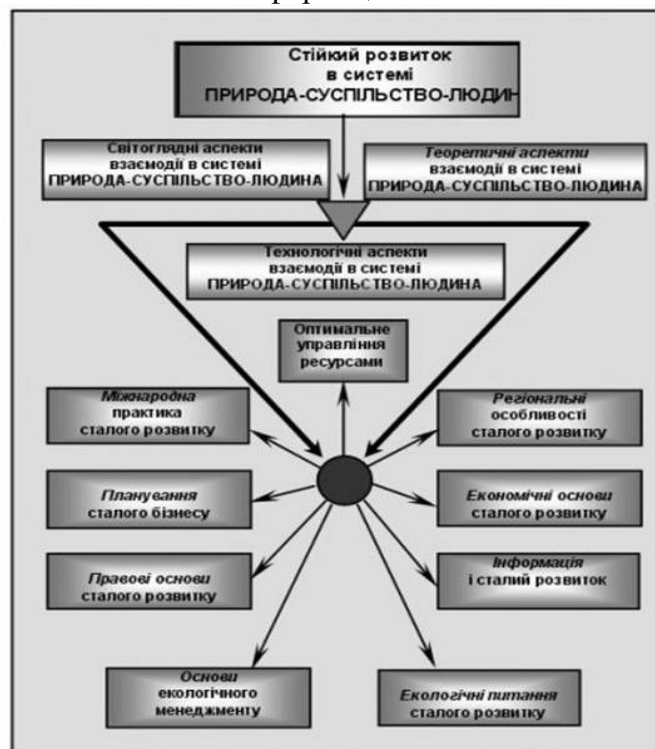 Стійкий розвиток
в системі
ПРИРОДА-СУСПІЛЬСТВО-ЛЮДИН
Світоглядні аспекти
взаємодії в системі
ПРИРОДА-СУСПІЛЬСТВО-ЛЮДИНА
Теоретичні аспекти
взаємодії в системі
ПРИРОДА-СУСПІЛЬСТВО-ЛЮДИНА
Технологічні аспекти
взаємодії в системі
ПРИРОДА-СУСПІЛЬСТВО-ЛЮДИНА
Оптимальне
управління
ресурсами
Міжнародна
практика
сталого розвитку
Регіональні
особливості
сталого розвитку
Планування
сталого бізнесу
Економічні основи
сталого розвитку
Правові основи
сталого розвитку
Інформація
і сталий розвиток
Основи
екологічного
менеджменту
Екологічні питання
сталого розвитку